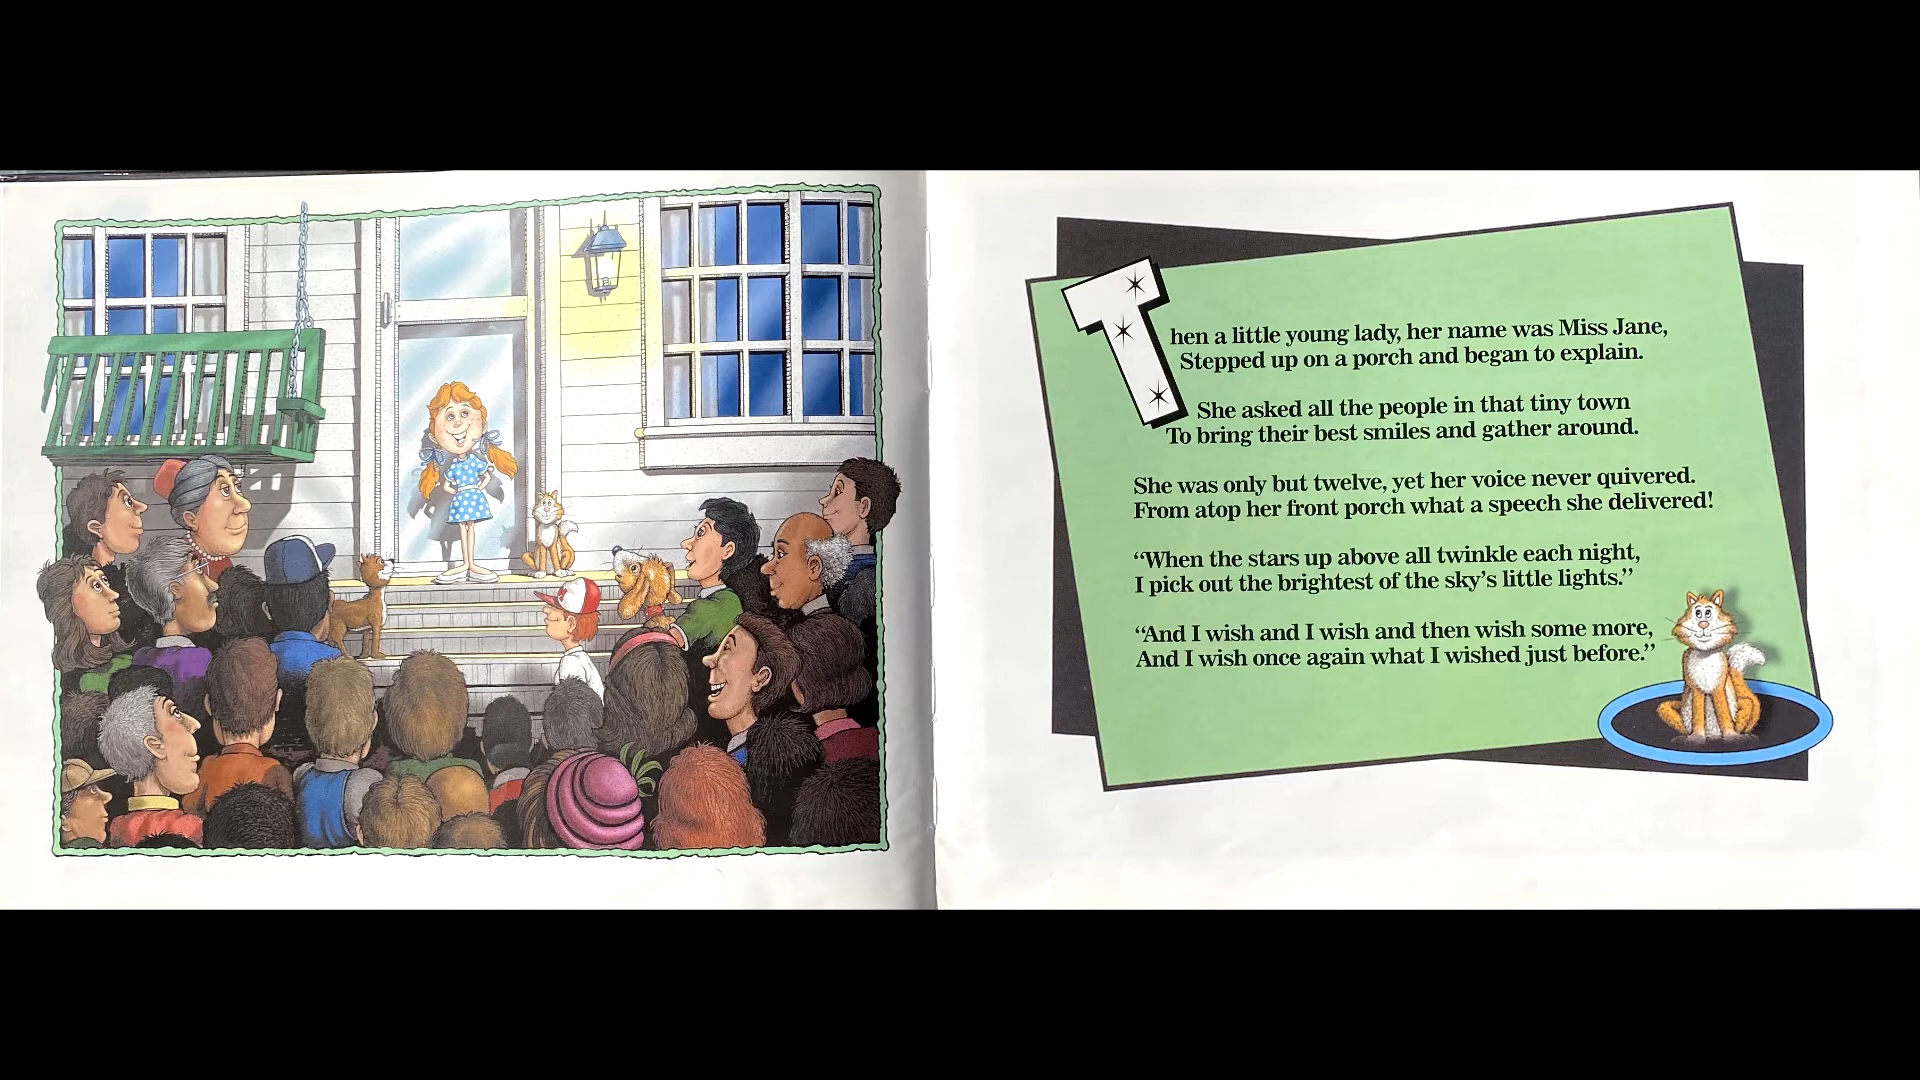 Then a little young lady, her name was Miss Jane,
Stepped up on a porch and began to explain.
She asked all the people in that tiny town
To bring their best smiles and gather around.
She was only but twelve, yet her voice never quivered.
From atop her front porch what a speech she delivered!
“When the stars up above all twinkle each night,
I pick out the brightest of the sky’s little lights.”
“And I wish and I wish and then wish some more,
And I wish once again what I wished just before.”